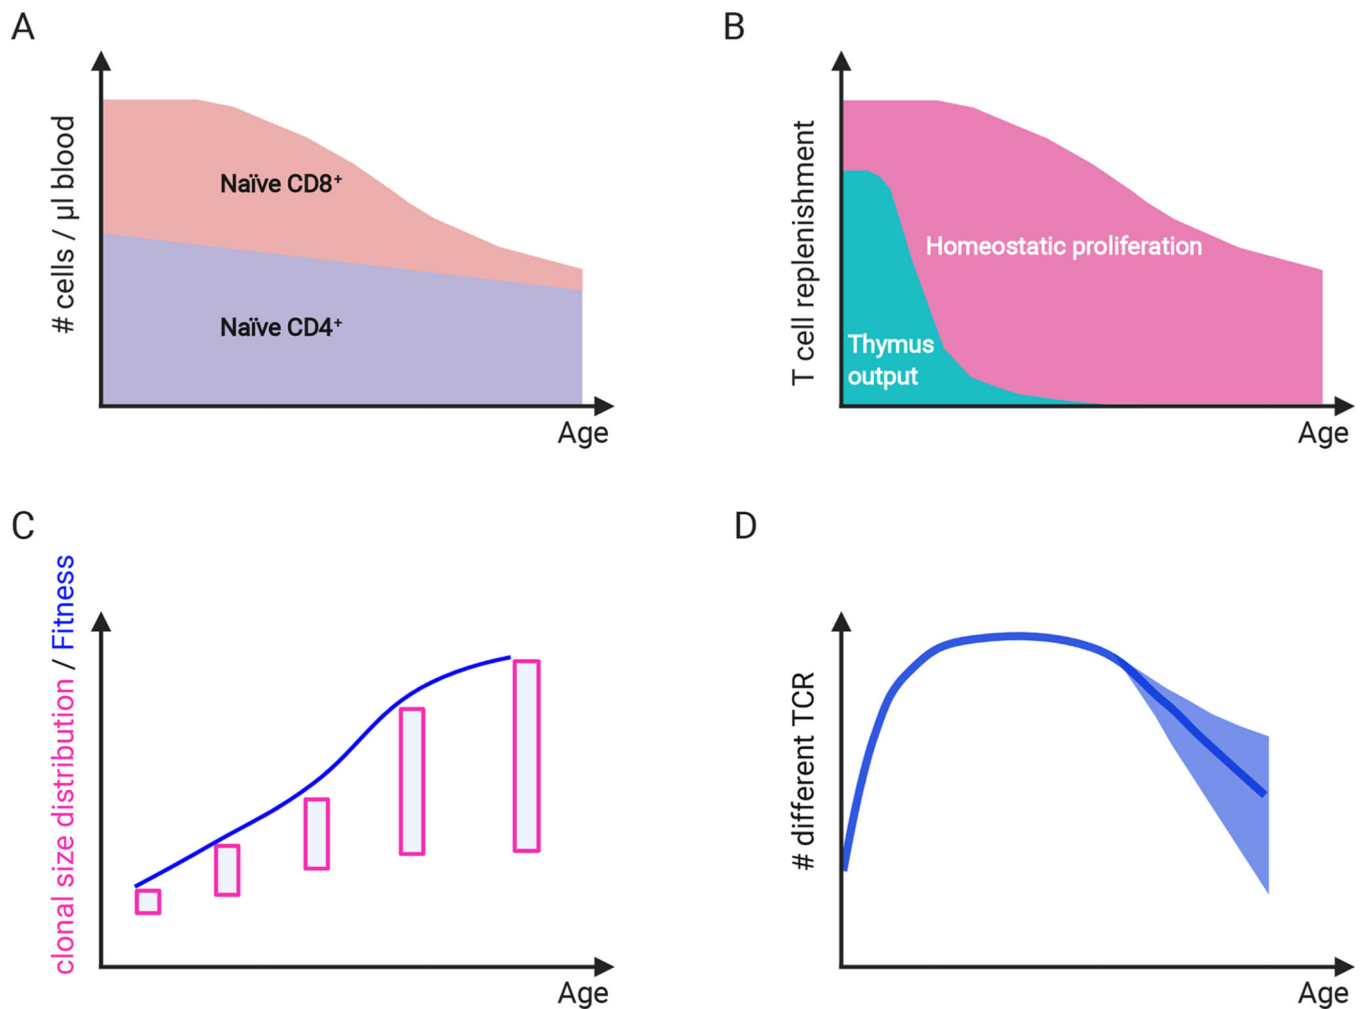 A
# cells / µl blood
Naïve CD8⁺
Naïve CD4⁺
Age
B
T cell replenishment
Homeostatic proliferation
Thymus
output
Age
C
clonal size distribution / Fitness
Age
D
# different TCR
Age